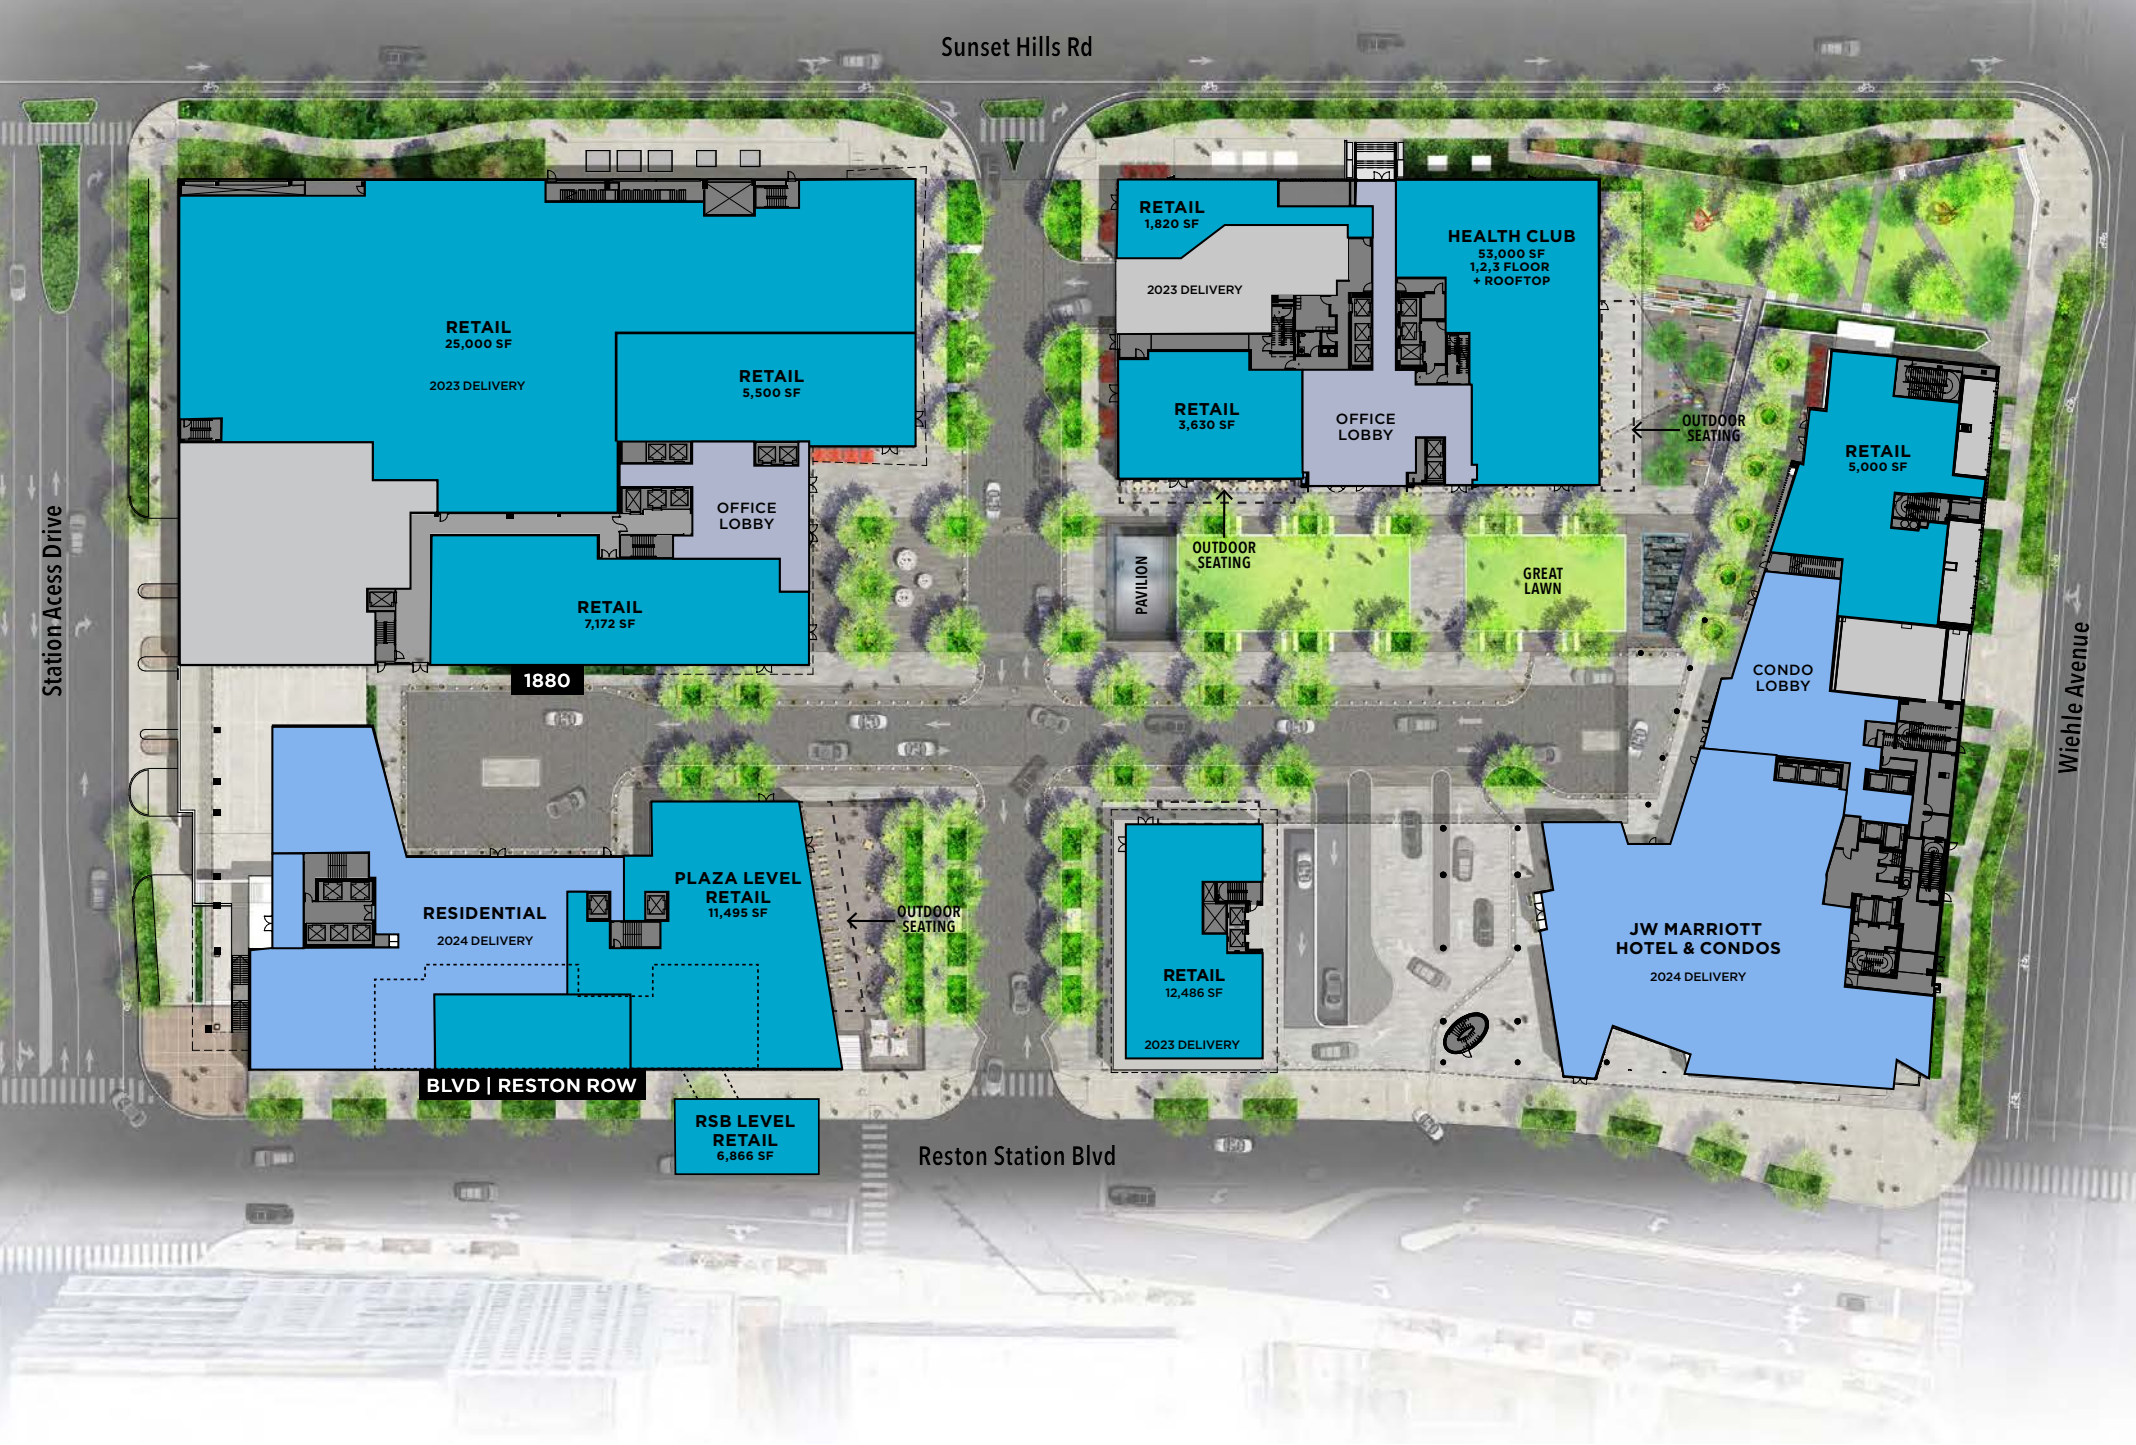 Sunset Hills Rd
RETAIL
25,000 SF
2023 DELIVERY
RETAIL
5,500 SF
OFFICE
LOBBY
RETAIL
7,172 SF
1880
RETAIL
1,820 SF
2023 DELIVERY
HEALTH CLUB
53,000 SF
1,2,3 FLOOR
+ ROOFTOP
RETAIL
3,630 SF
OFFICE
LOBBY
OUTDOOR
SEATING
OUTDOOR
SEATING
PAVILION
GREAT
LAWN
RETAIL
5,000 SF
CONDO
LOBBY
Station Acess Drive
Wiehle Avenue
RESIDENTIAL
2024 DELIVERY
PLAZA LEVEL
RETAIL
11,495 SF
OUTDOOR
SEATING
BLVD | RESTON ROW
RSB LEVEL
RETAIL
6,866 SF
RETAIL
12,486 SF
2023 DELIVERY
JW MARRIOTT
HOTEL & CONDOS
2024 DELIVERY
Reston Station Blvd